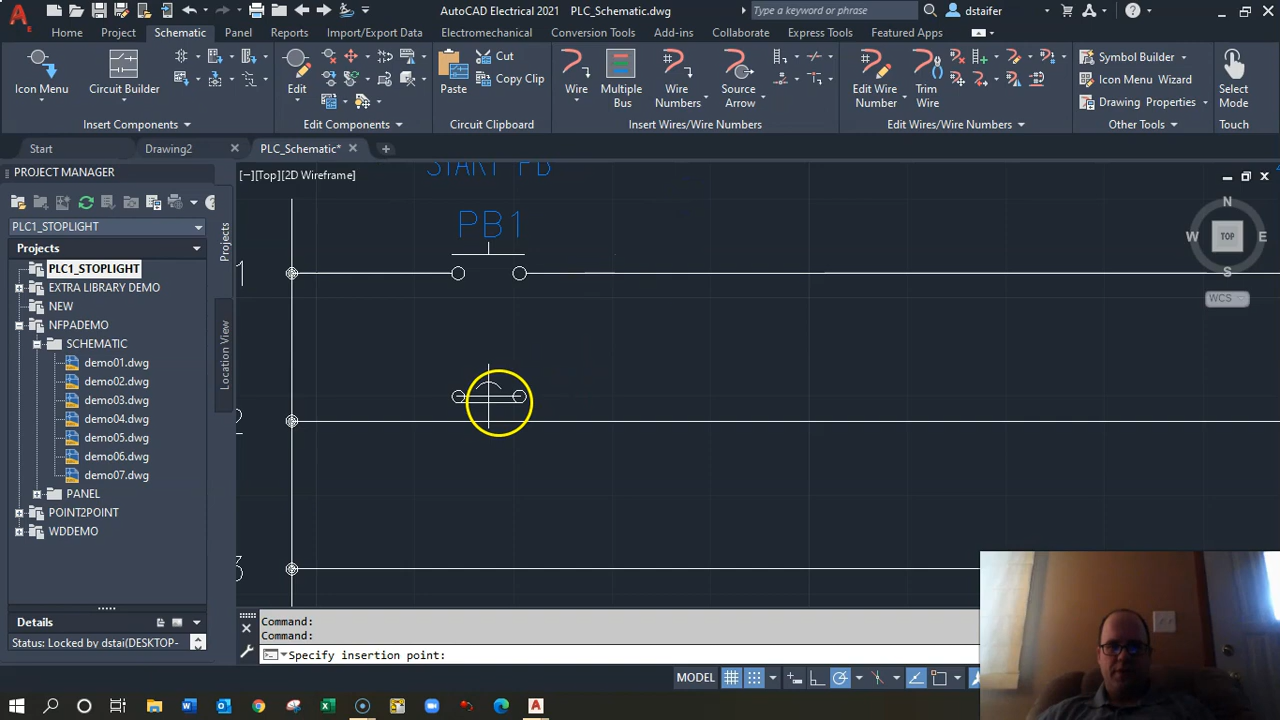 AutoCAD Electrical 2021 PLC_Schematic.dwg
Type a keyword or phrase
dstaifer
Home Project Schematic Panel Reports Import/Export Data Electromechanical Conversion Tools Add-ins Collaborate Express Tools Featured Apps
Icon Menu
Circuit Builder
Edit
Cut
Copy Clip
Paste
Wire
Multiple Bus
Wire Numbers
Source Arrow
Edit Wire Number
Trim Wire
Symbol Builder
Icon Menu Wizard
Drawing Properties
Select Mode
Insert Components
Edit Components
Circuit Clipboard
Insert Wires/Wire Numbers
Edit Wires/Wire Numbers
Other Tools
Touch
Start
Drawing2
PLC_Schematic*
PROJECT MANAGER
PLC1_STOPLIGHT
Projects
PLC1_STOPLIGHT
EXTRA LIBRARY DEMO
NEW
NFPADEMO
SCHEMATIC
demo01.dwg
demo02.dwg
demo03.dwg
demo04.dwg
demo05.dwg
demo06.dwg
demo07.dwg
PANEL
POINT2POINT
WDDEMO
Projects
Location View
Details
Status: Locked by dstai(DESKTOP-
[−][Top][2D Wireframe]
START PB
PB1
1
2
3
N
W TOP E
S
WCS
Command:
Command:
Specify insertion point:
MODEL